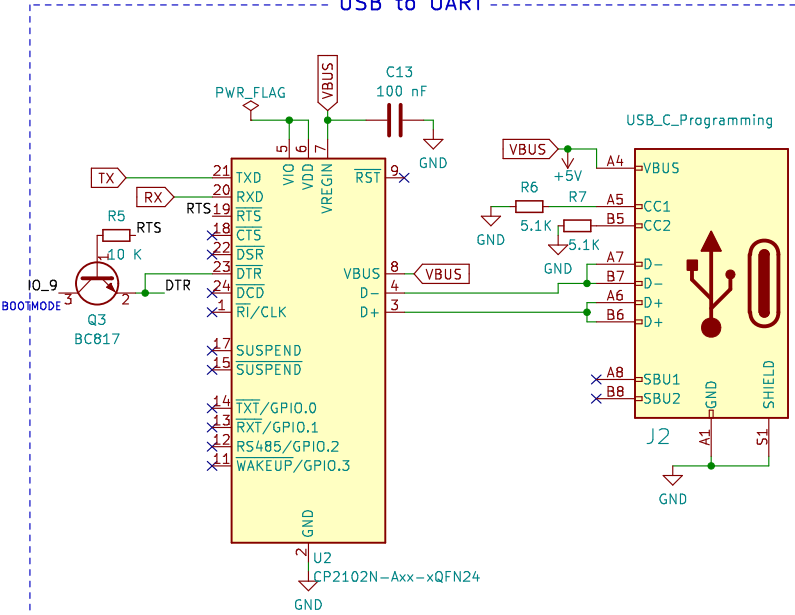 USB to UART
PWR_FLAG
VBUS
C13
100 nF
GND
5
6
7
VIO
VDD
VREGIN
TX
21
TXD
RX
20
RXD
RTS
19
RTS
18
CTS
22
DSR
23
DTR
24
DCD
1
RI/CLK
17
SUSPEND
15
SUSPEND
14
TXT/GPIO.0
13
RXT/GPIO.1
12
RS485/GPIO.2
11
WAKEUP/GPIO.3
9
RST
8
VBUS
VBUS
4
D-
3
D+
GND
2
U2
CP2102N-Axx-xQFN24
GND
R5
RTS
10 K
1
IO_9
BOOTMODE
3
2
DTR
Q3
BC817
USB_C_Programming
VBUS
+5V
A4
VBUS
R6
5.1K
GND
R7
5.1K
GND
A5
CC1
B5
CC2
A7
D-
B7
D-
A6
D+
B6
D+
A8
SBU1
B8
SBU2
GND
SHIELD
J2
A1
S1
GND